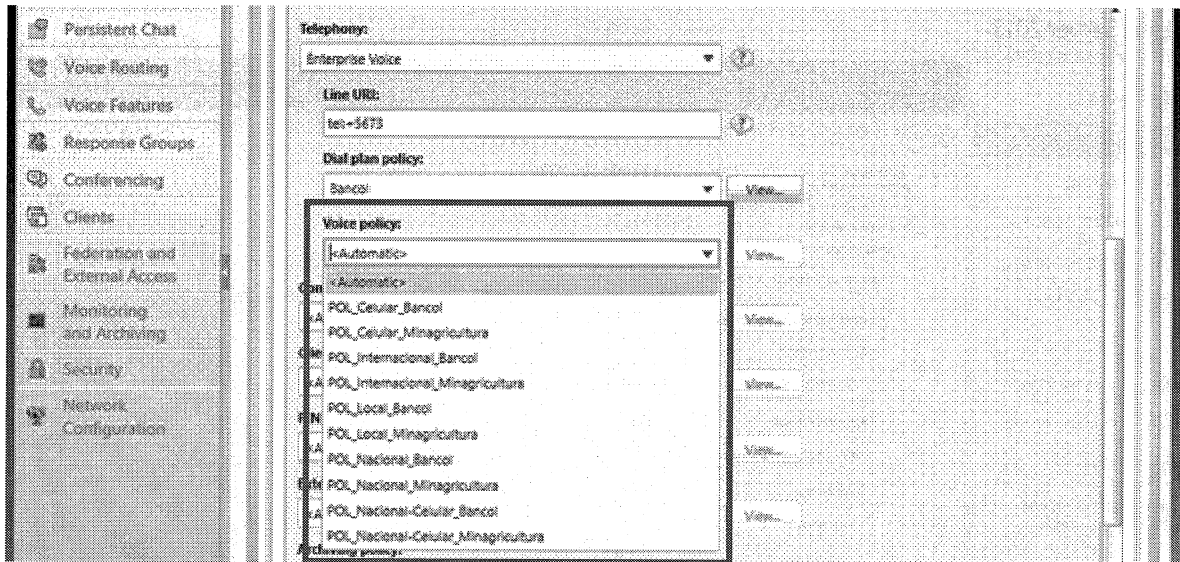 Persistent Chat
Voice Routing
Voice Features
Response Groups
Conferencing
Clients
Federation and
External Access
Monitoring
and Archiving
Security
Network
Configuration
Telephony:
Enterprise Voice
Line URI:
tel:+5673
Dial plan policy:
Bancol
View...
Voice policy:
<Automatic>
View...
<Automatic>
POL_Celular_Bancol
POL_Celular_Minagricultura
View...
POL_Internacional_Bancol
POL_Internacional_Minagricultura
View...
POL_Local_Bancol
POL_Local_Minagricultura
POL_Nacional_Bancol
View...
POL_Nacional_Minagricultura
POL_Nacional-Celular_Bancol
View...
POL_Nacional-Celular_Minagricultura
Archiving policy: